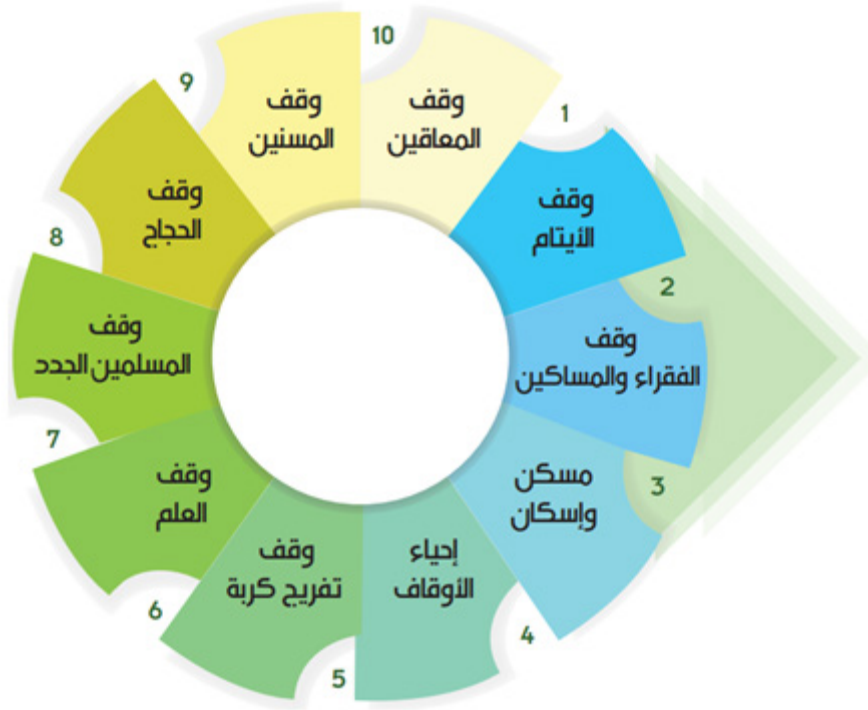 1
وقف
الأيتام
2
وقف
الفقراء والمساكين
3
مسكن
وإسكان
4
إحياء
الأوقاف
5
وقف
تفريج كربة
6
وقف
العلم
7
وقف
المسلمين الجدد
8
وقف
الحجاج
9
وقف
المسنين
10
وقف
المعاقين